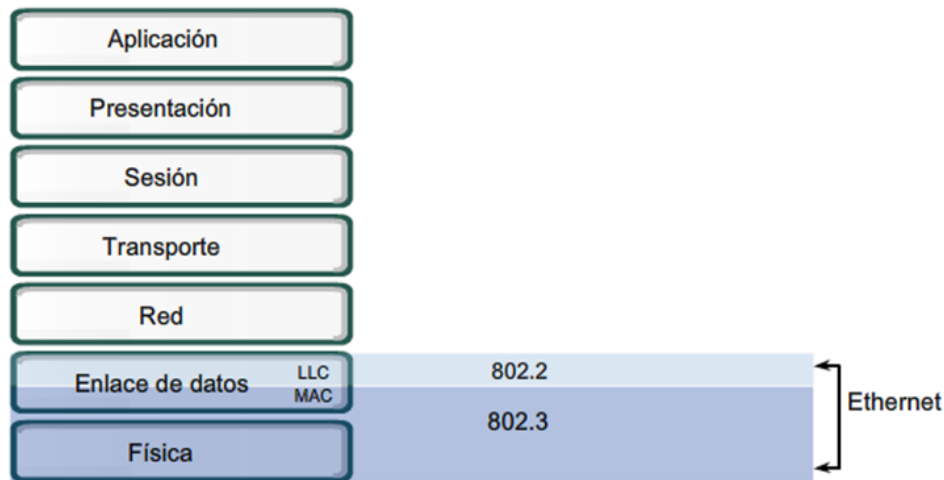 Aplicación
Presentación
Sesión
Transporte
Red
Enlace de datos
LLC
MAC
802.2
802.3
Ethernet
Física